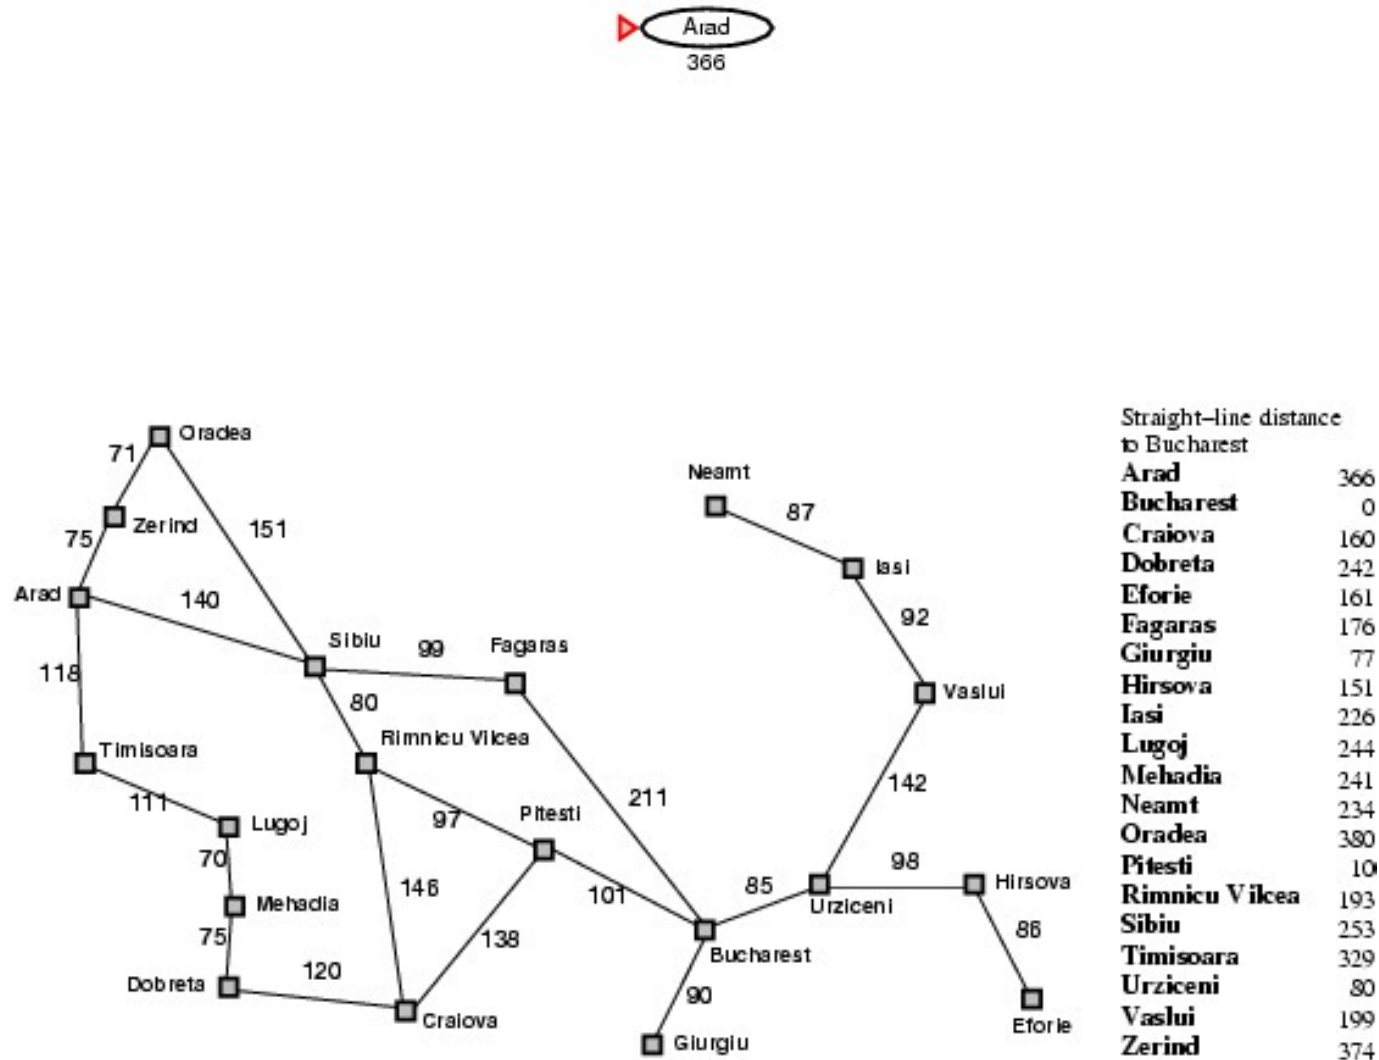 Arad
366
Oradea
71
Neamt
87
Zerind
151
75
Iasi
Arad
140
92
Sibiu
99
Fagaras
118
80
Vaslui
Rimnicu Vilcea
Timisoara
142
111
211
97
Pitesti
Lugoj
70
98
146
85
Hirsova
101
Urziceni
Mehadia
86
75
138
Bucharest
120
Dobreta
90
Craiova
Eforie
Giurgiu
Straight-line distance
to Bucharest
Arad 366
Bucharest 0
Craiova 160
Dobreta 242
Eforie 161
Fagaras 176
Giurgiu 77
Hirsova 151
Iasi 226
Lugoj 244
Mehadia 241
Neamt 234
Oradea 380
Pitesti 10
Rimnicu Vilcea 193
Sibiu 253
Timisoara 329
Urziceni 80
Vaslui 199
Zerind 374